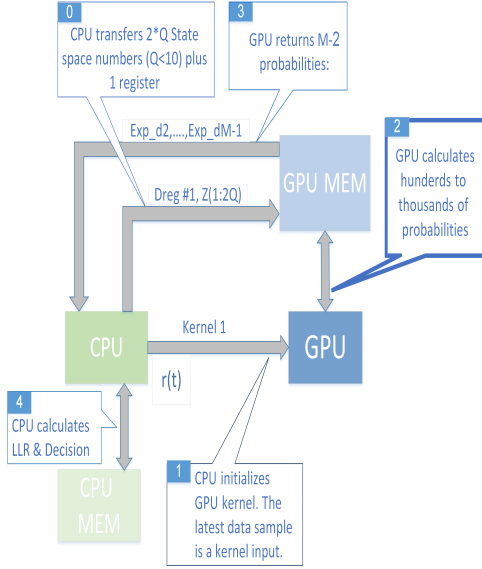 0
CPU transfers 2*Q State
space numbers (Q<10) plus
1 register
3
GPU returns M-2
probabilities:
Exp_d2,....,Exp_dM-1
GPU MEM
2
GPU calculates
hunderds to
thousands of
probabilities
Dreg #1, Z(1:2Q)
CPU
Kernel 1
r(t)
GPU
4
CPU calculates
LLR & Decision
CPU
MEM
1
CPU initializes
GPU kernel. The
latest data sample
is a kernel input.